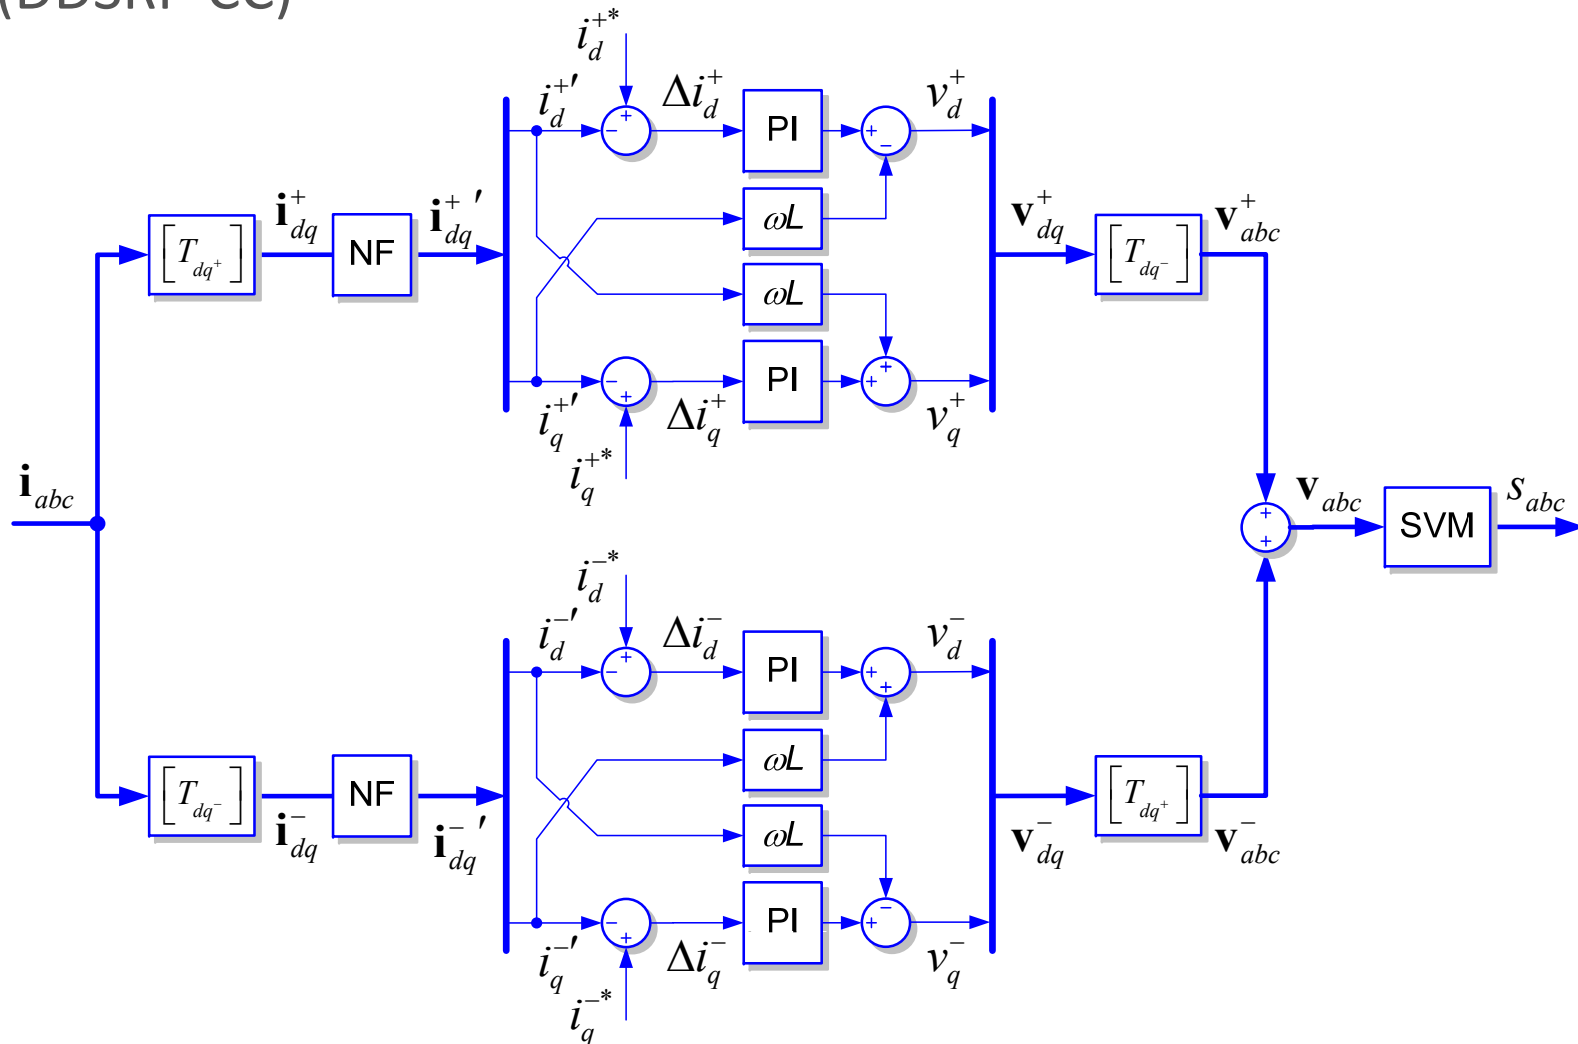 (DDSRF-CC)
i_d^{+*}
i_d^{+′} Δi_d^+ PI v_d^+
+ − + −
i_dq^+ i_dq^+′ ωL v_dq^+ v_abc^+
[T_dq^+] NF [T_dq^-]
ωL
+ + − +
PI
i_q^{+′} Δi_q^+ v_q^+
i_q^{+*}
i_abc v_abc s_abc
+ + SVM
i_d^{-*}
i_d^{-′} Δi_d^- PI v_d^-
+ − + +
ωL
[T_dq^-] NF [T_dq^+]
i_dq^- i_dq^-′ ωL v_dq^- v_abc^-
− + − +
PI
i_q^{-′} Δi_q^- v_q^-
i_q^{-*}